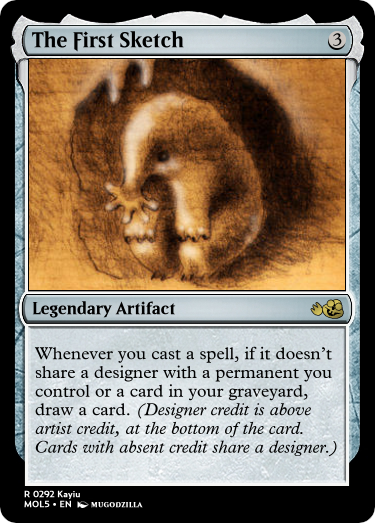 The First Sketch 3
Legendary Artifact
Whenever you cast a spell, if it doesn't
share a designer with a permanent you
control or a card in your graveyard,
draw a card. (Designer credit is above
artist credit, at the bottom of the card.
Cards with absent credit share a designer.)
R 0292 Kayiu
MOL5 • EN MUGODZILLA